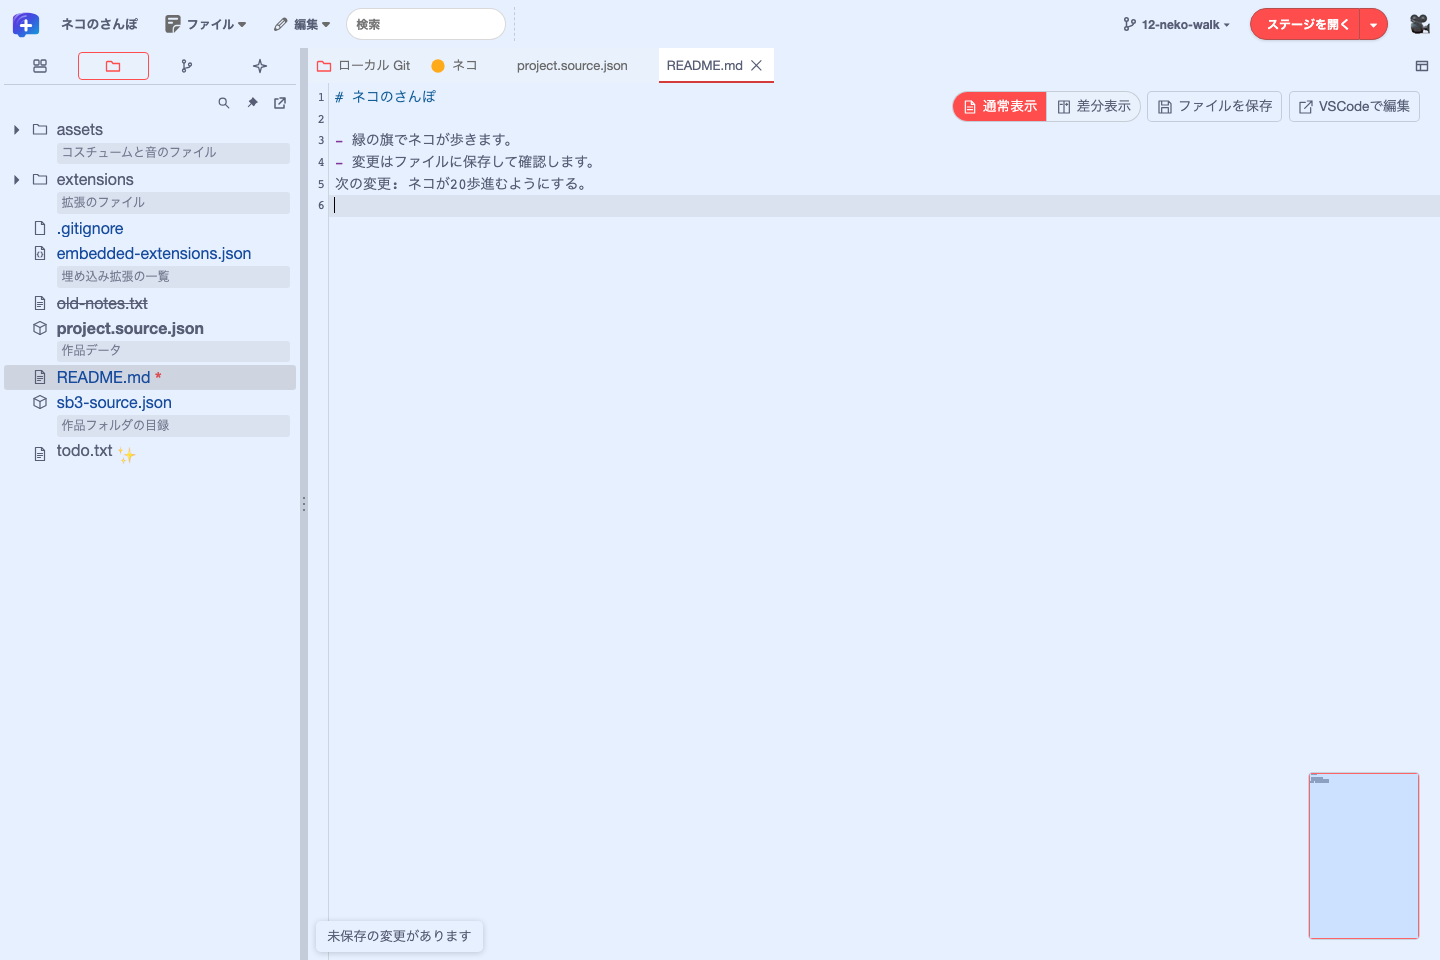 ネコのさんぽ
ファイル
編集
検索
12-neko-walk
ステージを開く
ローカル Git
ネコ
project.source.json
README.md
通常表示
差分表示
ファイルを保存
VSCodeで編集
assets
コスチュームと音のファイル
extensions
拡張のファイル
.gitignore
embedded-extensions.json
埋め込み拡張の一覧
old-notes.txt
project.source.json
作品データ
README.md *
sb3-source.json
作品フォルダの目録
todo.txt ✨
1 # ネコのさんぽ
2
3 - 緑の旗でネコが歩きます。
4 - 変更はファイルに保存して確認します。
5 次の変更: ネコが20歩進むようにする。
6
未保存の変更があります